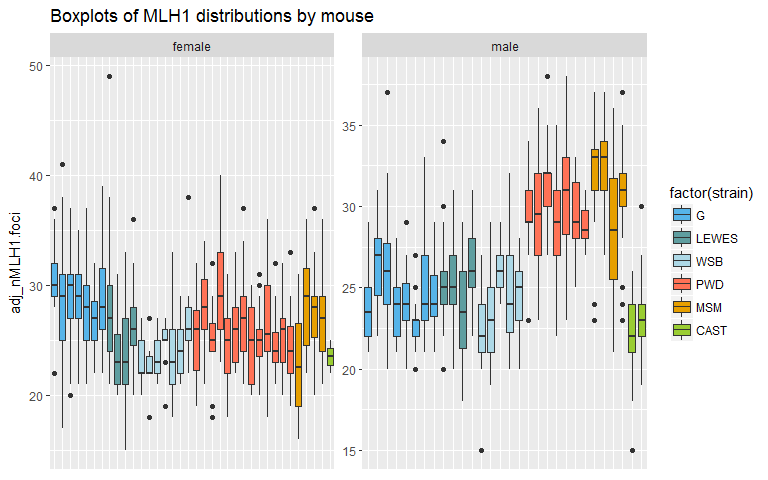 Boxplots of MLH1 distributions by mouse
female
male
adj_nMLH1.foci
50
40
30
20
35
30
25
20
15
factor(strain)
G
LEWES
WSB
PWD
MSM
CAST